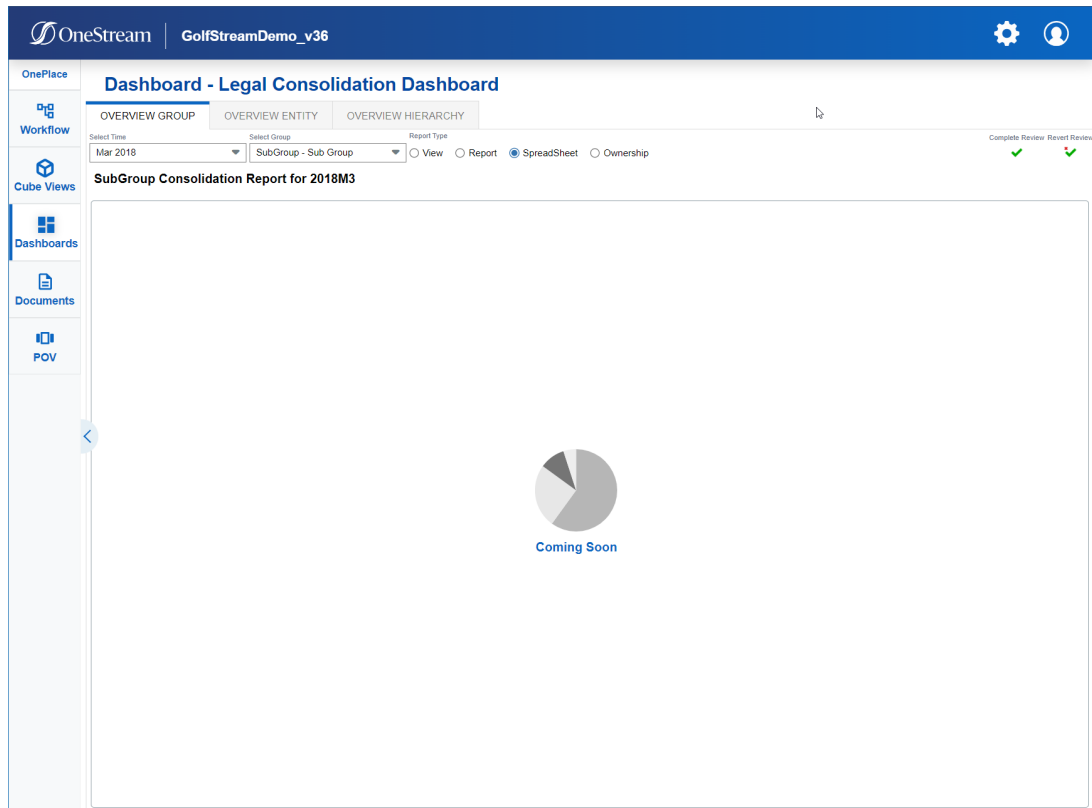 OneStream GolfStreamDemo_v36
OnePlace
Workflow
Cube Views
Dashboards
Documents
POV
Dashboard - Legal Consolidation Dashboard
OVERVIEW GROUP OVERVIEW ENTITY OVERVIEW HIERARCHY
Select Time Select Group Report Type Complete Review Revert Review
Mar 2018 SubGroup - Sub Group View Report SpreadSheet Ownership
SubGroup Consolidation Report for 2018M3
Coming Soon